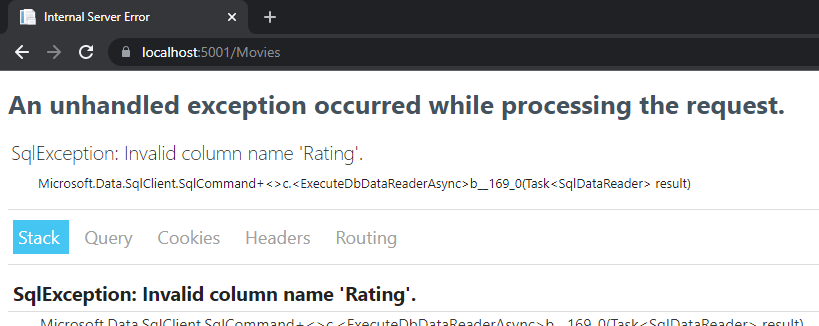 Internal Server Error
localhost:5001/Movies
An unhandled exception occurred while processing the request.
SqlException: Invalid column name 'Rating'.
Microsoft.Data.SqlClient.SqlCommand+<>c.<ExecuteDbDataReaderAsync>b__169_0(Task<SqlDataReader> result)
Stack Query Cookies Headers Routing
SqlException: Invalid column name 'Rating'.
Microsoft.Data.SqlClient.SqlCommand+<>c.<ExecuteDbDataReaderAsync>b__169_0(Task<SqlDataReader> result)